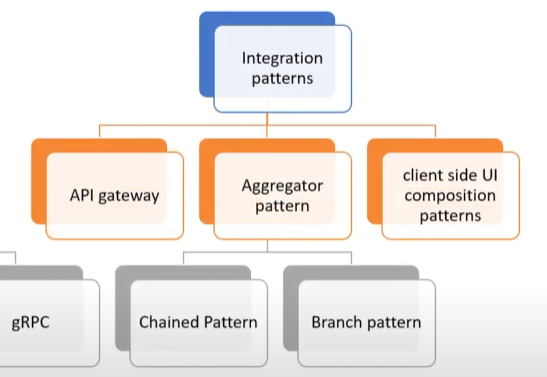 Integration
patterns
API gateway
Aggregator
pattern
client side UI
composition
patterns
gRPC
Chained Pattern
Branch pattern